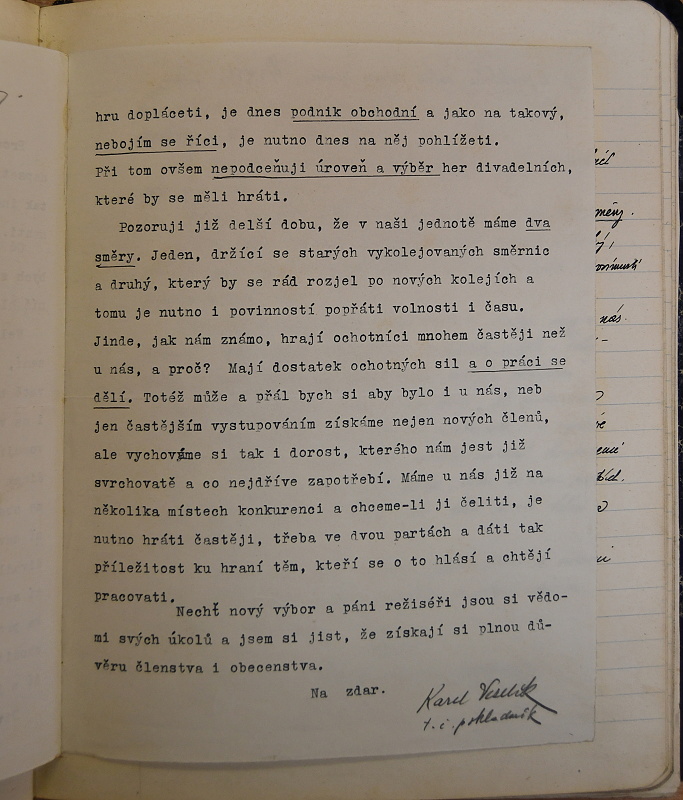 hru dopláceti, je dnes podnik obchodní a jako na takový,
nebojím se říci, je nutno dnes na něj pohlížeti.
Při tom ovšem nepodceňuji úroveň a výběr her divadelních,
které by se měli hráti.
Pozoruji již delší dobu, že v naši jednotě máme dva
směry. Jeden, držící se starých vykolejovaných směrnic
a druhý, který by se rád rozjel po nových kolejích a
tomu je nutno i povinností popřáti volnosti i času.
Jinde, jak nám známo, hrají ochotníci mnohem častěji než
u nás, a proč? Mají dostatek ochotných sil a o práci se
dělí. Totéž může a přál bych si aby bylo i u nás, neb
jen častějším vystupováním získáme nejen nových členů,
ale vychováme si tak i dorost, kterého nám jest již
svrchovatě a co nejdříve zapotřebí. Máme u nás již na
několika místech konkurenci a chceme-li ji čeliti, je
nutno hráti častěji, třeba ve dvou partách a dáti tak
příležitost ku hraní těm, kteří se o to hlásí a chtějí
pracovati.
Nechť nový výbor a páni režiséři jsou si vědo-
mi svých úkolů a jsem si jist, že získají si plnou dů-
věru členstva i obecenstva.
Na zdar.
Karel
t. č. pokladník
nás.